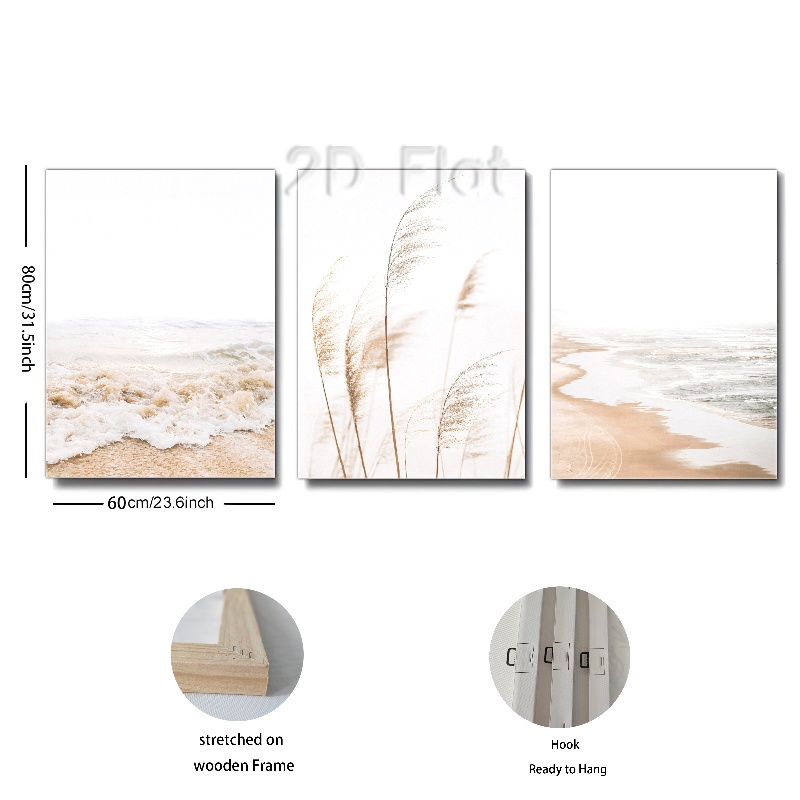 2D Flat
80cm/31.5inch
60cm/23.6inch
stretched on
wooden Frame
Hook
Ready to Hang